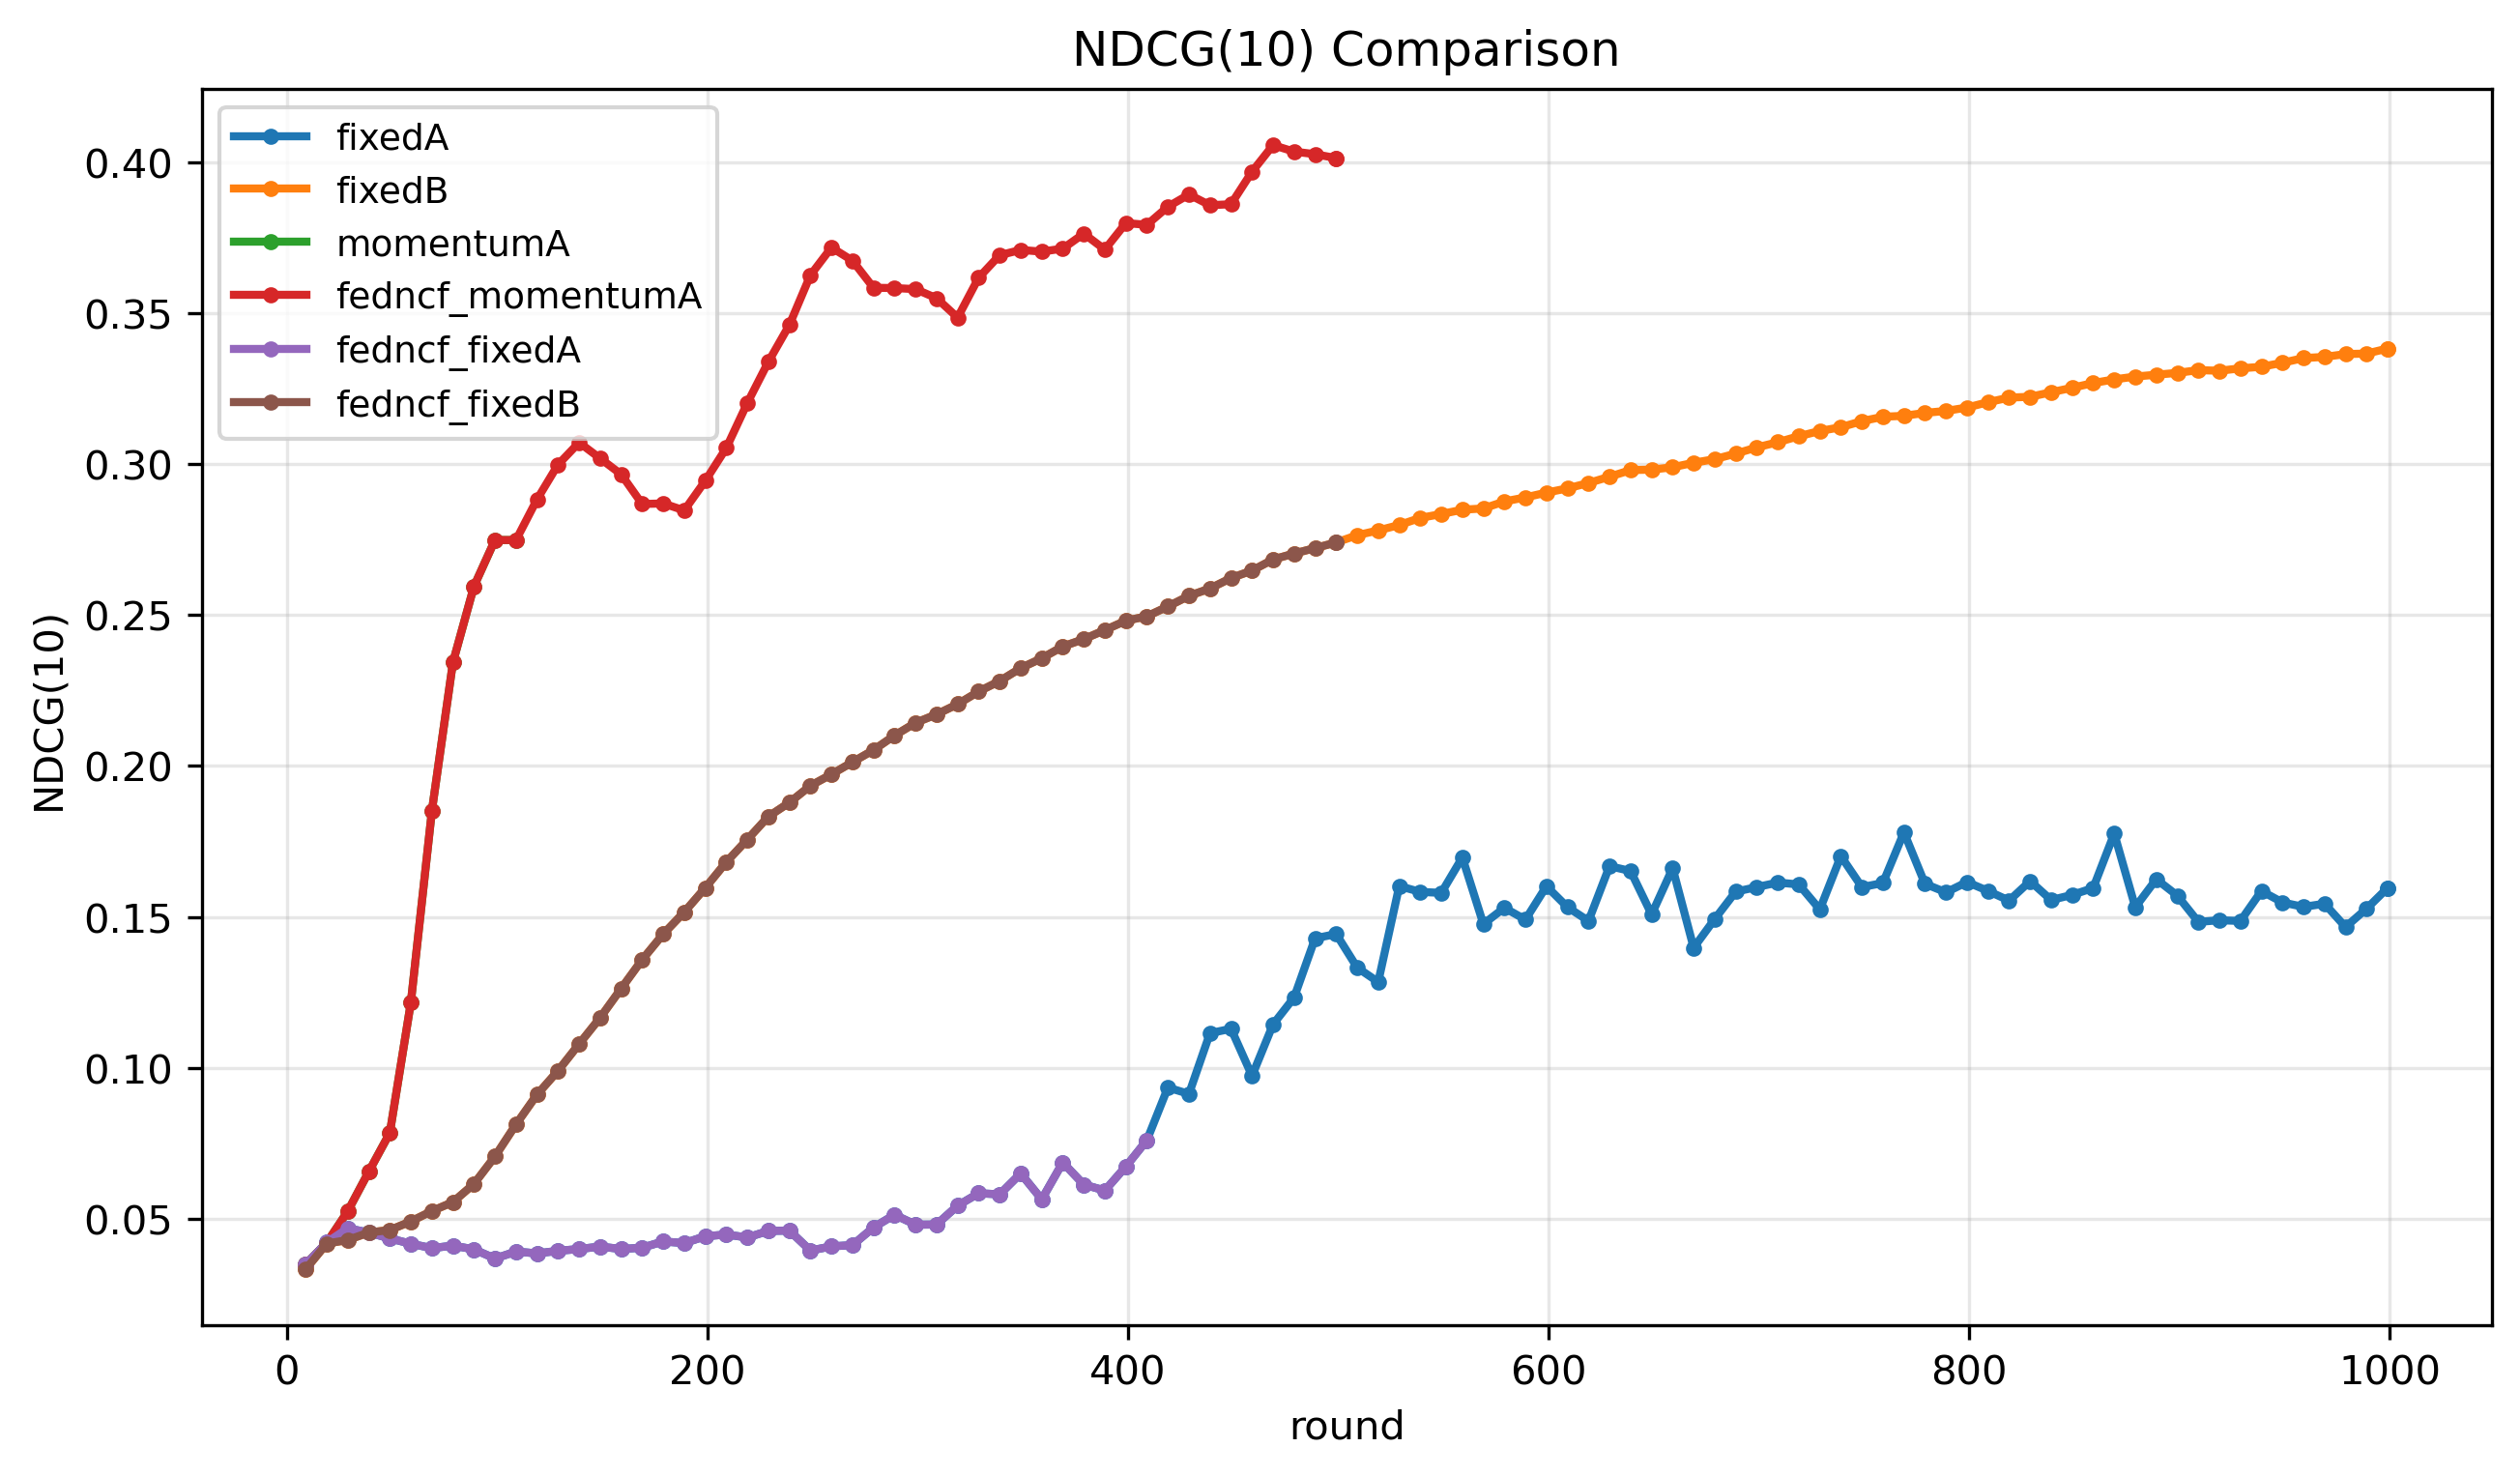 NDCG(10) Comparison
fixedA
fixedB
momentumA
fedncf_momentumA
fedncf_fixedA
fedncf_fixedB
NDCG(10)
0.40
0.35
0.30
0.25
0.20
0.15
0.10
0.05
0 200 400 600 800 1000
round